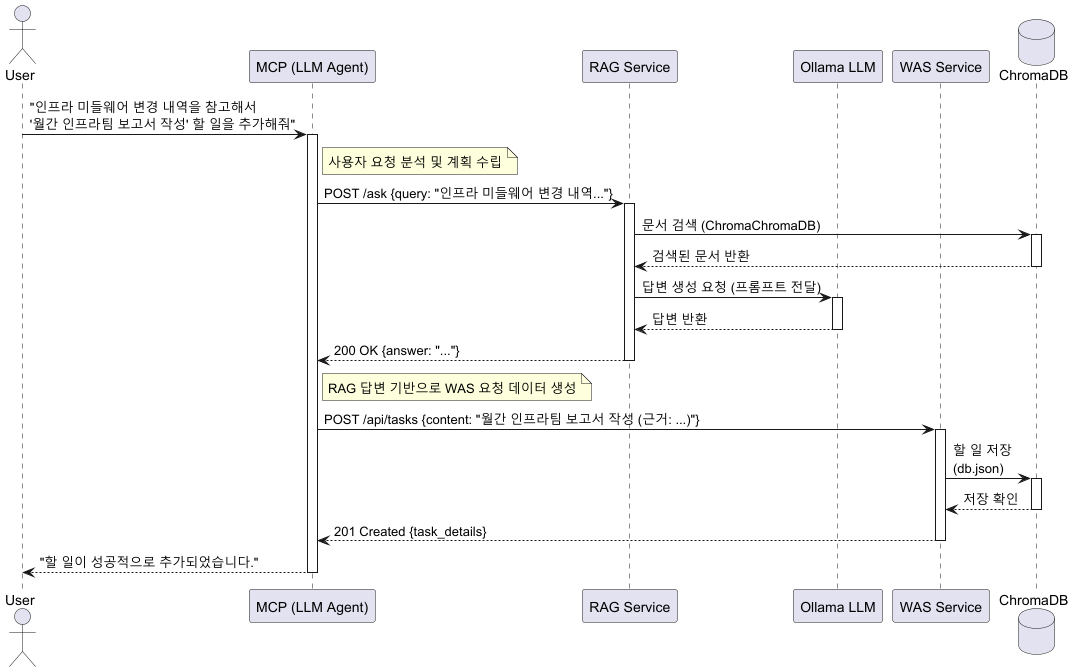 User
MCP (LLM Agent)
RAG Service
Ollama LLM
WAS Service
ChromaDB
"인프라 미들웨어 변경 내역을 참고해서
'월간 인프라팀 보고서 작성' 할 일을 추가해줘"
사용자 요청 분석 및 계획 수립
POST /ask {query: "인프라 미들웨어 변경 내역..."}
문서 검색 (ChromaChromaDB)
검색된 문서 반환
답변 생성 요청 (프롬프트 전달)
답변 반환
200 OK {answer: "..."}
RAG 답변 기반으로 WAS 요청 데이터 생성
POST /api/tasks {content: "월간 인프라팀 보고서 작성 (근거: ...)"}
할 일 저장
(db.json)
저장 확인
201 Created {task_details}
"할 일이 성공적으로 추가되었습니다."
User
MCP (LLM Agent)
RAG Service
Ollama LLM
WAS Service
ChromaDB